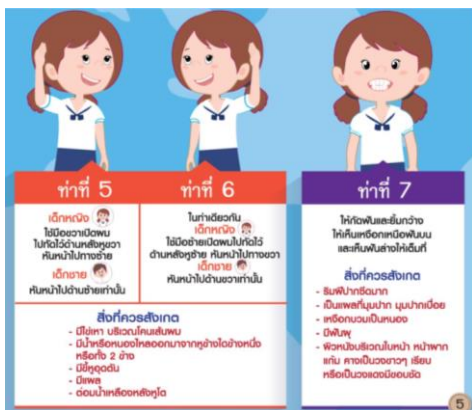 ท่าที่ 5
เด็กหญิง
ใช้มือขวาเปิดผม
ไปทัดไว้ด้านหลังหูขวา
หันหน้าไปทางซ้าย
เด็กชาย
หันหน้าไปด้านซ้ายเท่านั้น
ท่าที่ 6
ในท่าเดียวกัน
เด็กหญิง
ใช้มือซ้ายเปิดผมไปทัดไว้
ด้านหลังหูซ้าย หันหน้าไปทางขวา
เด็กชาย
หันหน้าไปด้านขวาเท่านั้น
สิ่งที่ควรสังเกต
- มีไข่เหา บริเวณโคนเส้นผม
- มีน้ำหรือหนองไหลออกมาจากหูข้างใดข้างหนึ่ง
หรือทั้ง 2 ข้าง
- มีขี้หูอุดตัน
- มีแผล
- ต่อมน้ำเหลืองหลังหูโต
ท่าที่ 7
ให้กัดฟันและยิ้มกว้าง
ให้เห็นเหงือกเหนือฟันบน
และเห็นฟันล่างให้เต็มที่
สิ่งที่ควรสังเกต
- ริมฝีปากซีดมาก
- เป็นแผลที่มุมปาก มุมปากเปื่อย
- เหงือกบวมเป็นหนอง
- มีฟันผุ
- ผิวหนังบริเวณใบหน้า หน้าผาก
แก้ม คางเป็นวงขาวๆ เรียบ
หรือเป็นวงแดงมีขอบชัด
5